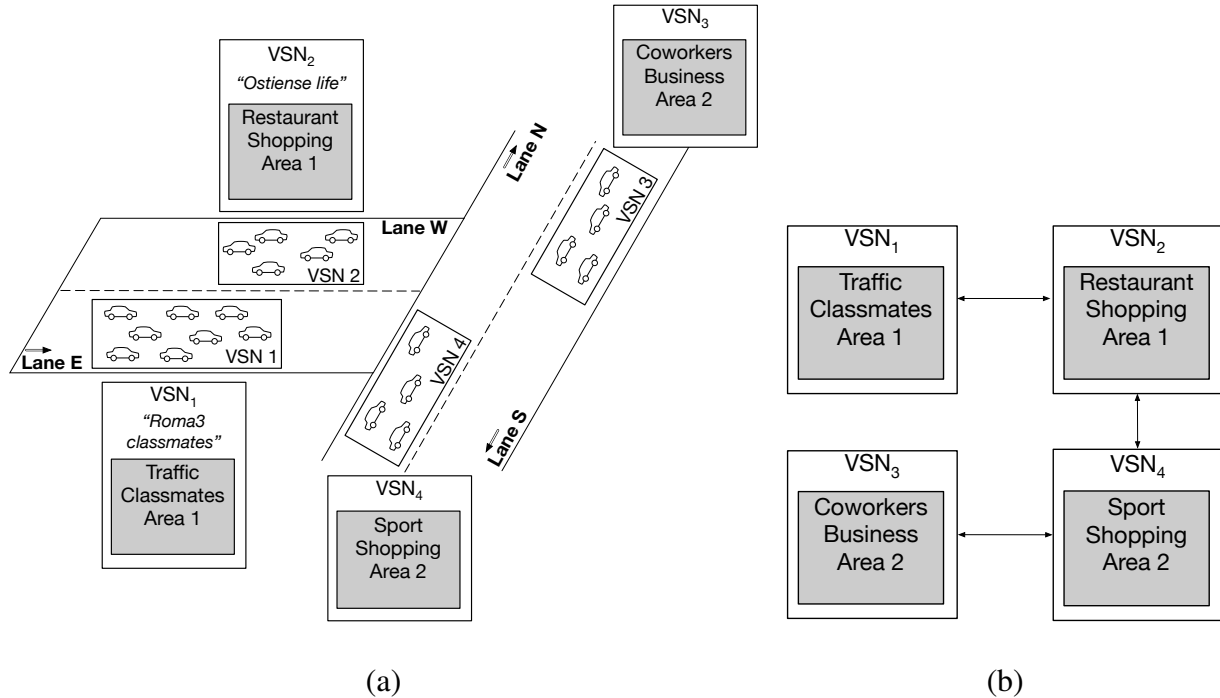 VSN₃
Coworkers
Business
Area 2
VSN₂
“Ostiense life”
Restaurant
Shopping
Area 1
Lane N
Lane W
VSN 2
VSN 3
VSN 1
Lane E
VSN 4
Lane S
VSN₁
“Roma3
classmates”
Traffic
Classmates
Area 1
VSN₄
Sport
Shopping
Area 2
(a)
VSN₁
Traffic
Classmates
Area 1
VSN₂
Restaurant
Shopping
Area 1
VSN₃
Coworkers
Business
Area 2
VSN₄
Sport
Shopping
Area 2
(b)